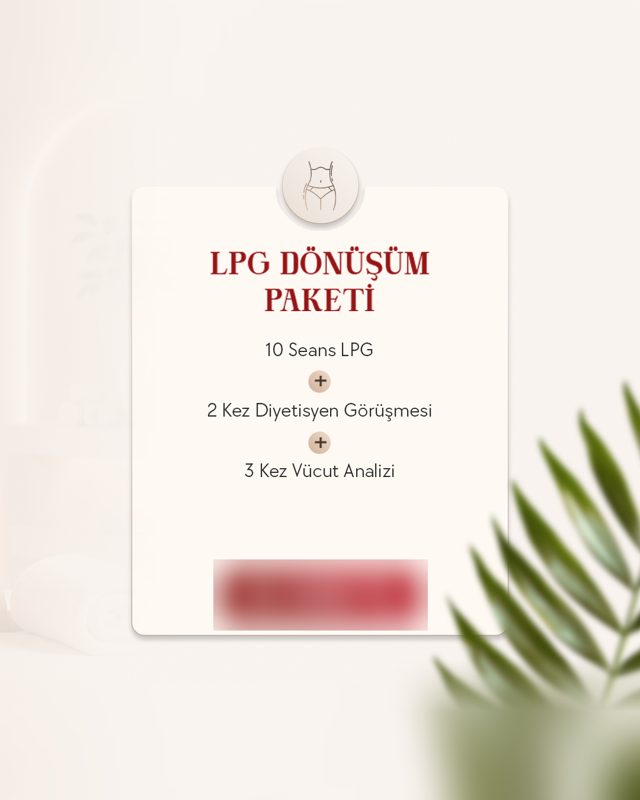 LPG DÖNÜŞÜM
PAKETİ
10 Seans LPG
+
2 Kez Diyetisyen Görüşmesi
+
3 Kez Vücut Analizi